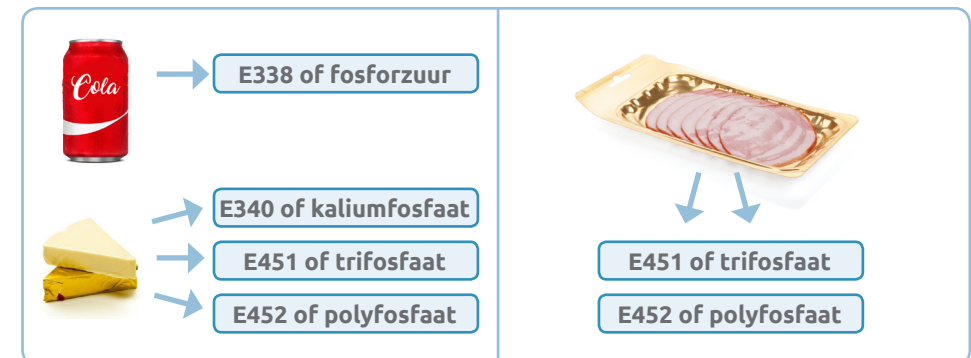 Cola
E338 of fosforzuur
E340 of kaliumfosfaat
E451 of trifosfaat
E452 of polyfosfaat
E451 of trifosfaat
E452 of polyfosfaat